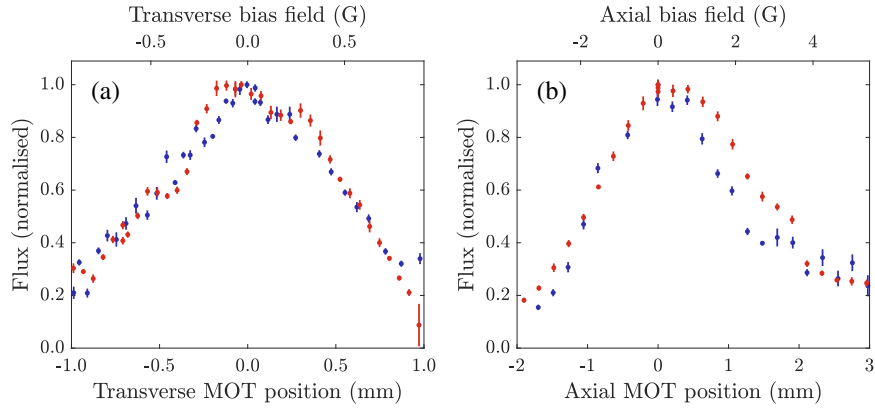 Transverse bias field (G)
-0.5 0.0 0.5
(a)
Flux (normalised)
1.0
0.8
0.6
0.4
0.2
0.0
-1.0 -0.5 0.0 0.5 1.0
Transverse MOT position (mm)
Axial bias field (G)
-2 0 2 4
(b)
Flux (normalised)
1.0
0.8
0.6
0.4
0.2
0.0
-2 -1 0 1 2 3
Axial MOT position (mm)